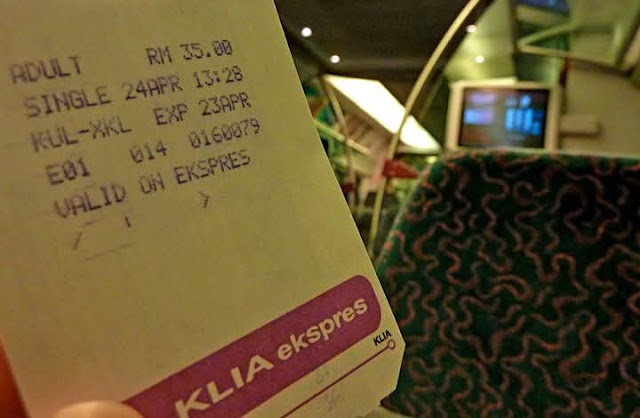 ADULT RM 35.00
SINGLE 24APR 13:28
KUL-XKL EXP 23APR
E01 014 0160079
VALID ON EKSPRES
KLIA ekspres
KLIA